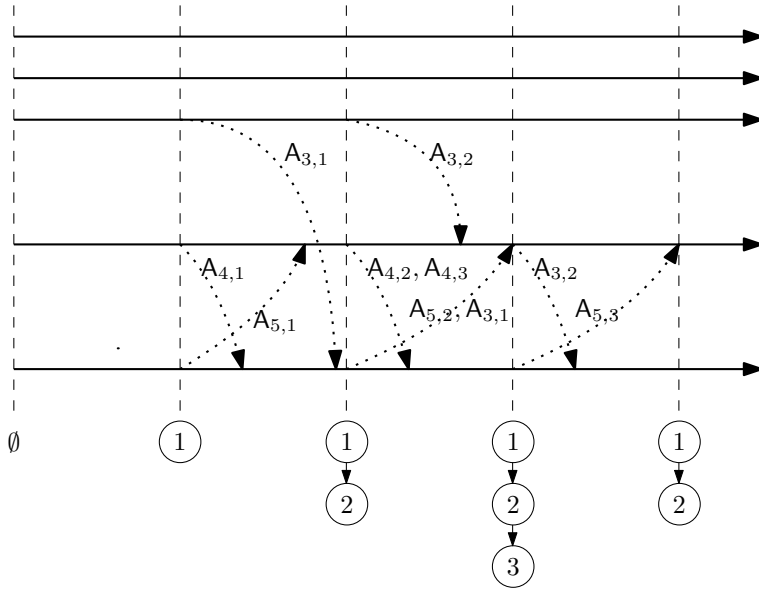 A₃,₁ A₃,₂
A₄,₁ A₄,₂, A₄,₃ A₃,₂
A₅,₁ A₅,₂, A₃,₁ A₅,₃
∅ 1 1 1 1
2 2 2
3